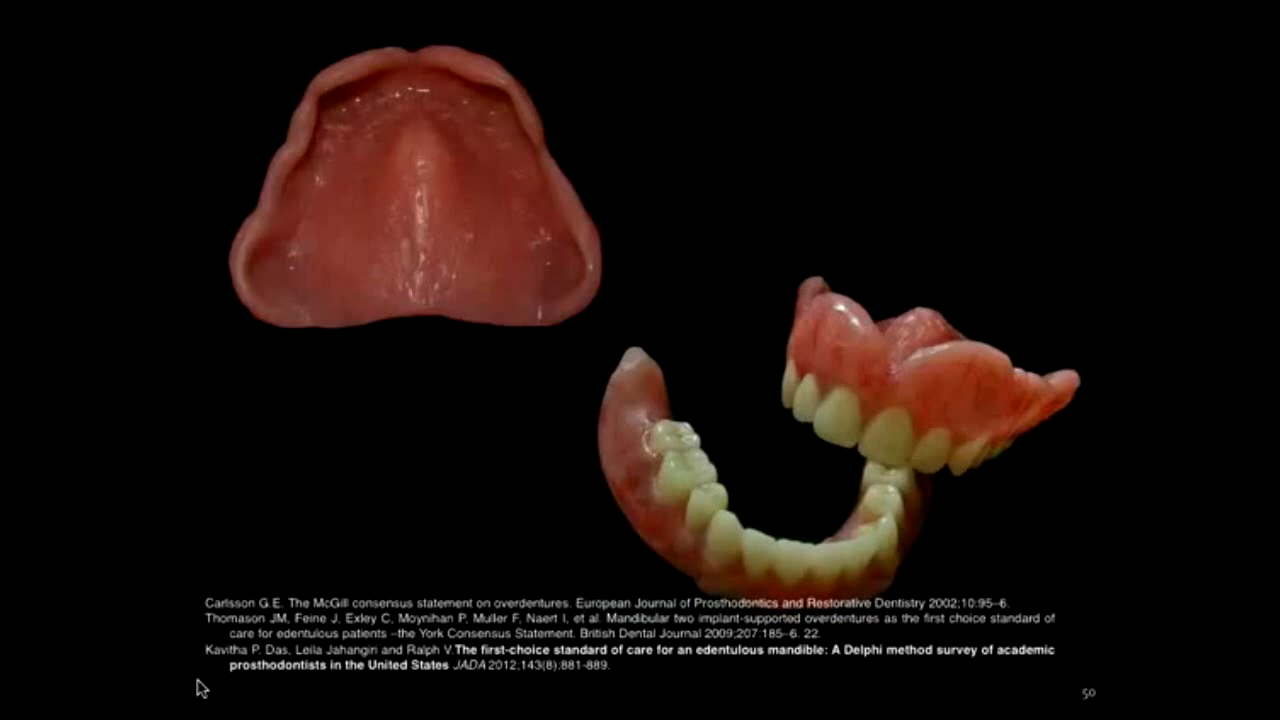 Carlsson G.E. The McGill consensus statement on overdentures. European Journal of Prosthodontics and Restorative Dentistry 2002;10:95–6.
Thomason JM, Feine J, Exley C, Moynihan P, Muller F, Naert I, et al. Mandibular two implant-supported overdentures as the first choice standard of
care for edentulous patients –the York Consensus Statement. British Dental Journal 2009;207:185–6. 22.
Kavitha P. Das, Leila Jahangiri and Ralph V.The first-choice standard of care for an edentulous mandible: A Delphi method survey of academic
prosthodontists in the United States JADA 2012;143(8):881-889.
50